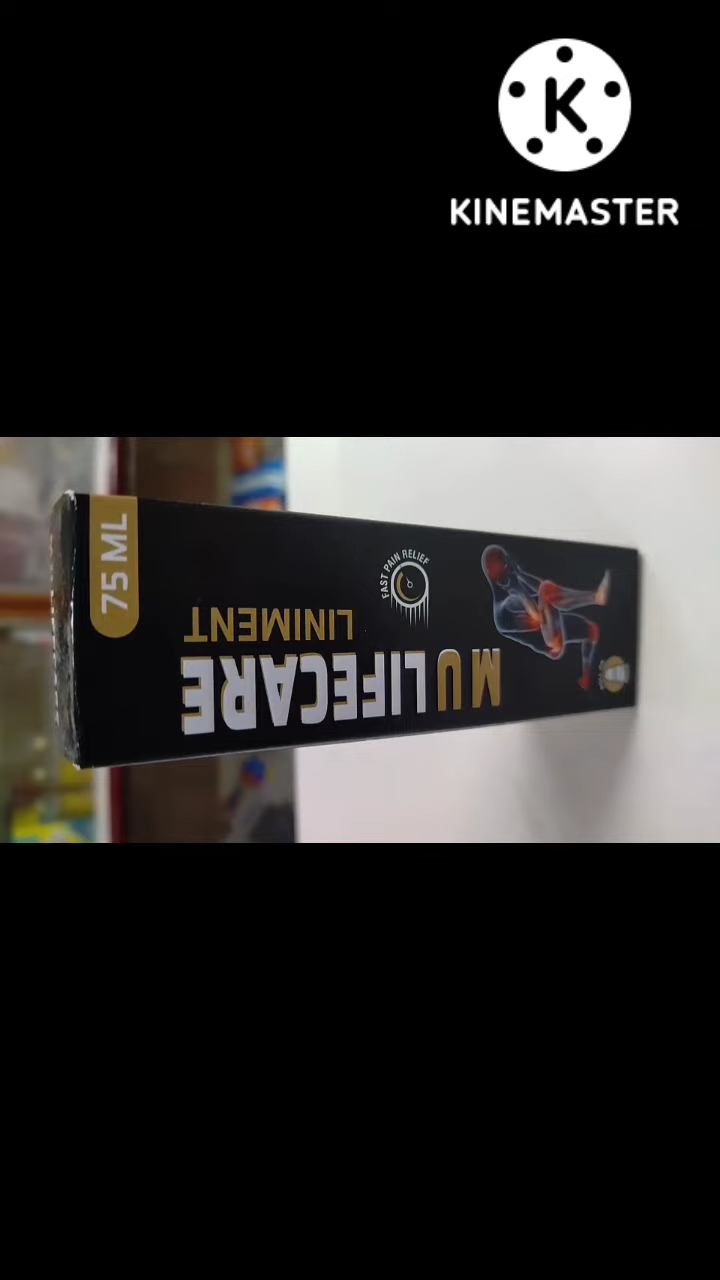 K
KINEMASTER
75 ML
FAST PAIN RELIEF
M U LIFECARE
LINIMENT